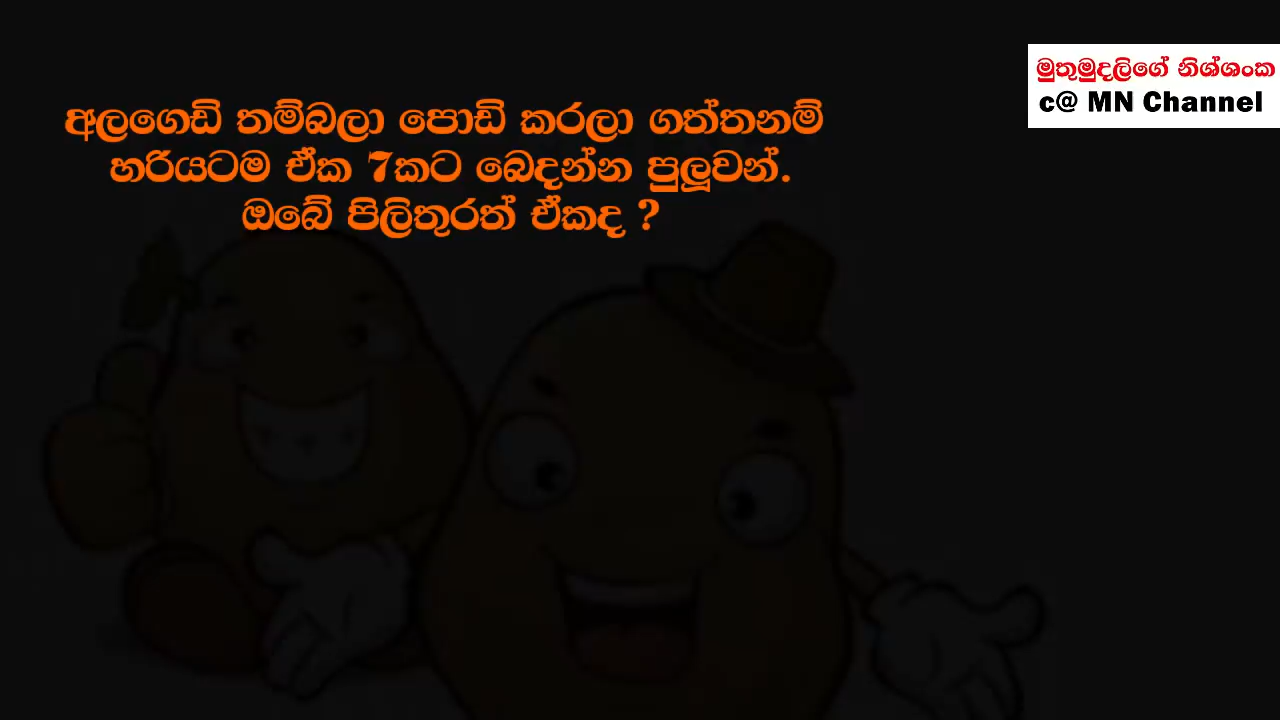 මුතුමුදලිගේ නිශ්ශංක
c@ MN Channel
අලගෙඩි තම්බලා පොඩි කරලා ගත්තනම්
හරියටම ඒක 7කට බෙදන්න පුලූවන්.
ඔබේ පිලිතුරත් ඒකද ?